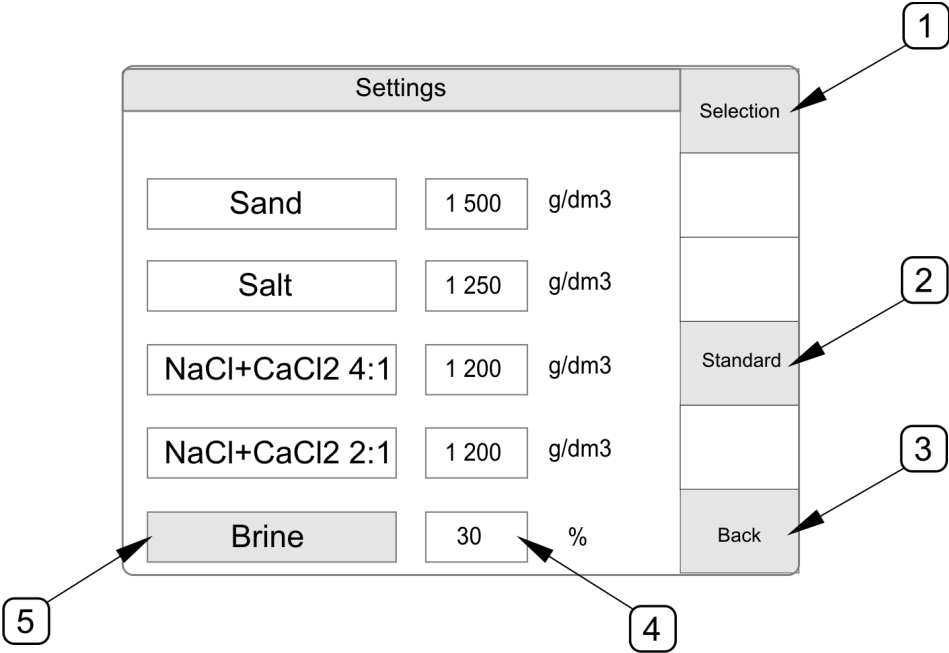 1
Settings
Selection
Sand 1 500 g/dm3
Salt 1 250 g/dm3
2
Standard
NaCl+CaCl2 4:1 1 200 g/dm3
NaCl+CaCl2 2:1 1 200 g/dm3
3
Brine 30 %
Back
5
4